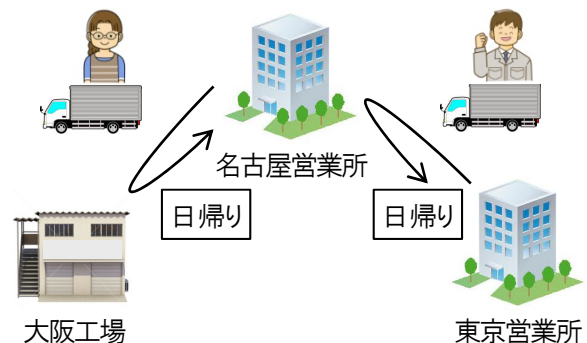 名古屋営業所
日帰り
日帰り
大阪工場
東京営業所